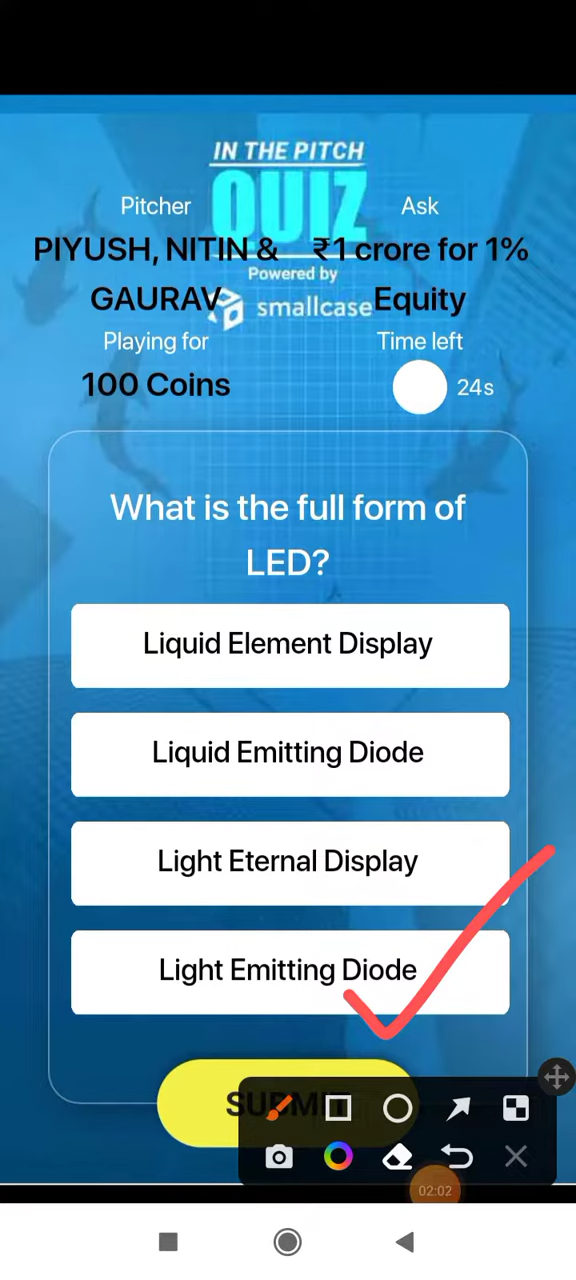 IN THE PITCH
QUIZ
Pitcher
Ask
PIYUSH, NITIN &
GAURAV
₹1 crore for 1%
Equity
Powered by
smallcase
Playing for
Time left
100 Coins
24s
What is the full form of
LED?
Liquid Element Display
Liquid Emitting Diode
Light Eternal Display
Light Emitting Diode
SUBMIT
02:02